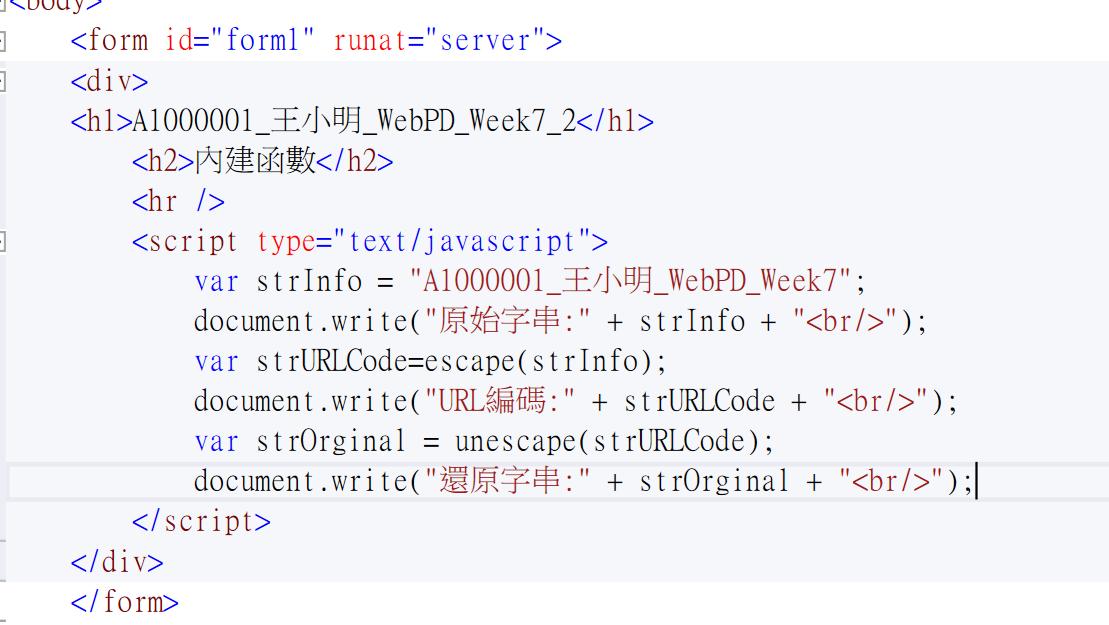 <body>
<form id="form1" runat="server">
<div>
<h1>A1000001_王小明_WebPD_Week7_2</h1>
<h2>內建函數</h2>
<hr />
<script type="text/javascript">
var strInfo = "A1000001_王小明_WebPD_Week7";
document.write("原始字串:" + strInfo + "<br/>");
var strURLCode=escape(strInfo);
document.write("URL編碼:" + strURLCode + "<br/>");
var strOrginal = unescape(strURLCode);
document.write("還原字串:" + strOrginal + "<br/>");
</script>
</div>
</form>